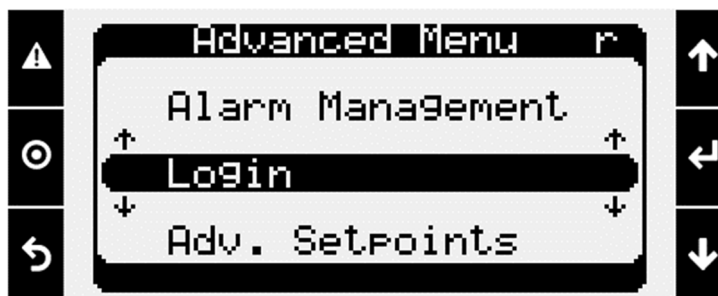 Advanced Menu r
Alarm Management
Login
Adv. Setpoints